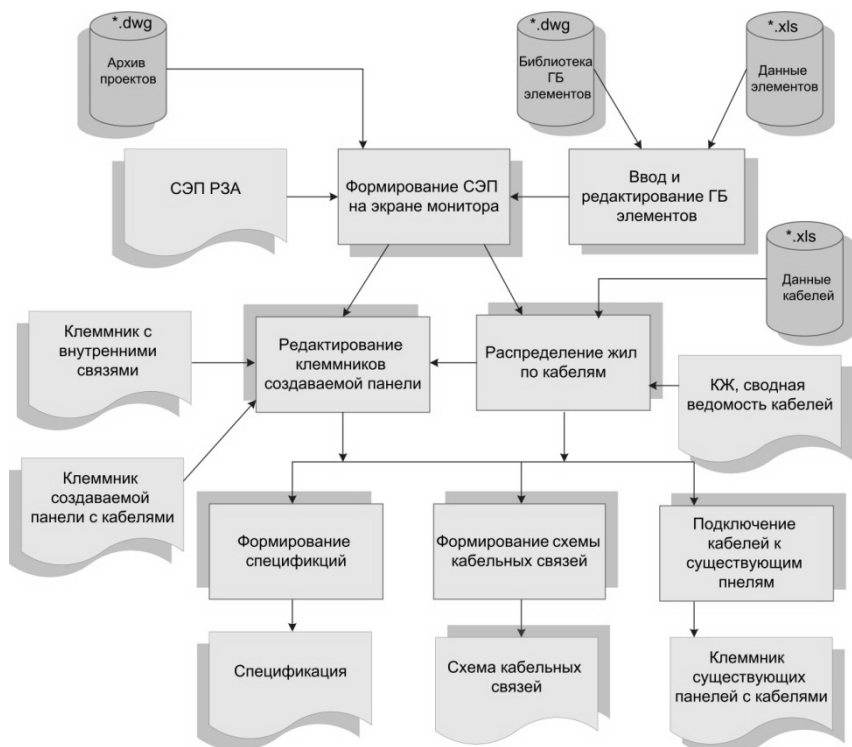 *.dwg
Архив
проектов
*.dwg
Библиотека
ГБ
элементов
*.xls
Данные
элементов
СЭП РЗА
Формирование СЭП
на экране монитора
Ввод и
редактирование ГБ
элементов
*.xls
Данные
кабелей
Клеммник с
внутренними
связями
Редактирование
клеммников
создаваемой панели
Распределение жил
по кабелям
КЖ, сводная
ведомость кабелей
Клеммник
создаваемой
панели с кабелями
Формирование
спецификций
Формирование схемы
кабельных связей
Подключение
кабелей к
существующим
пнелям
Спецификация
Схема кабельных
связей
Клеммник
существующих
панелей с кабелями